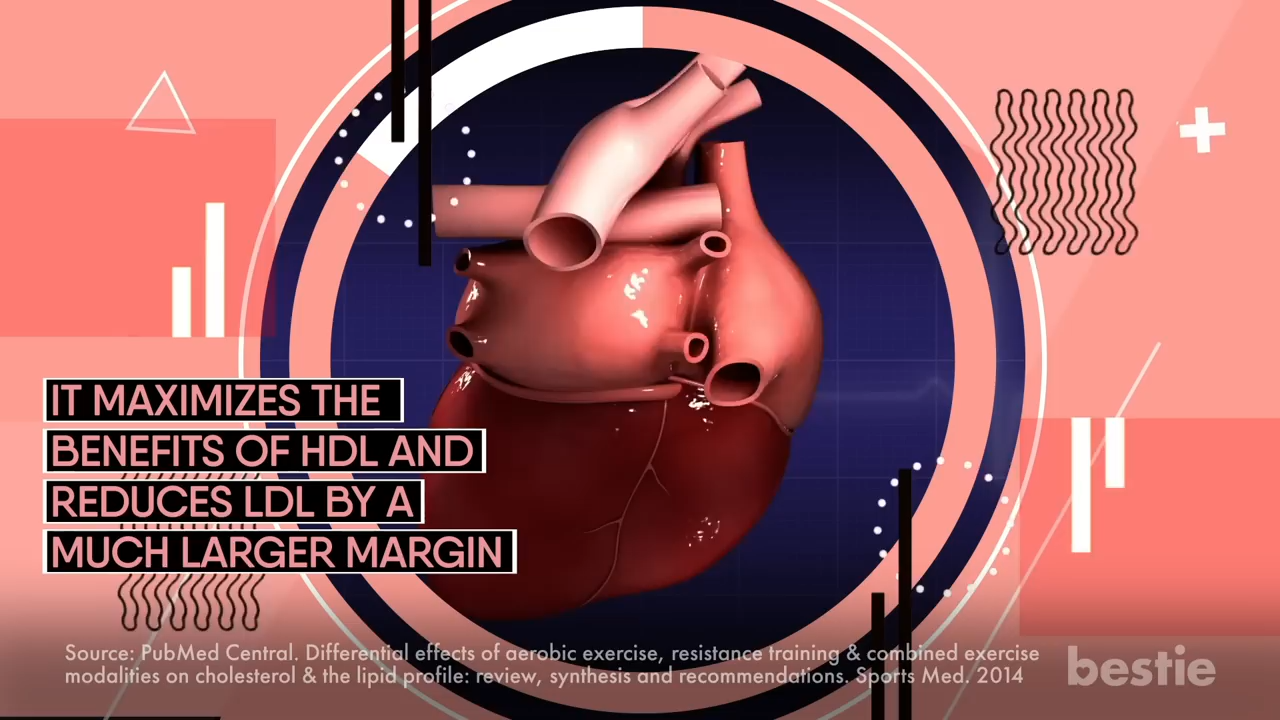 IT MAXIMIZES THE
BENEFITS OF HDL AND
REDUCES LDL BY A
MUCH LARGER MARGIN
Source: PubMed Central. Differential effects of aerobic exercise, resistance training & combined exercise
modalities on cholesterol & the lipid profile: review, synthesis and recommendations. Sports Med. 2014
bestie